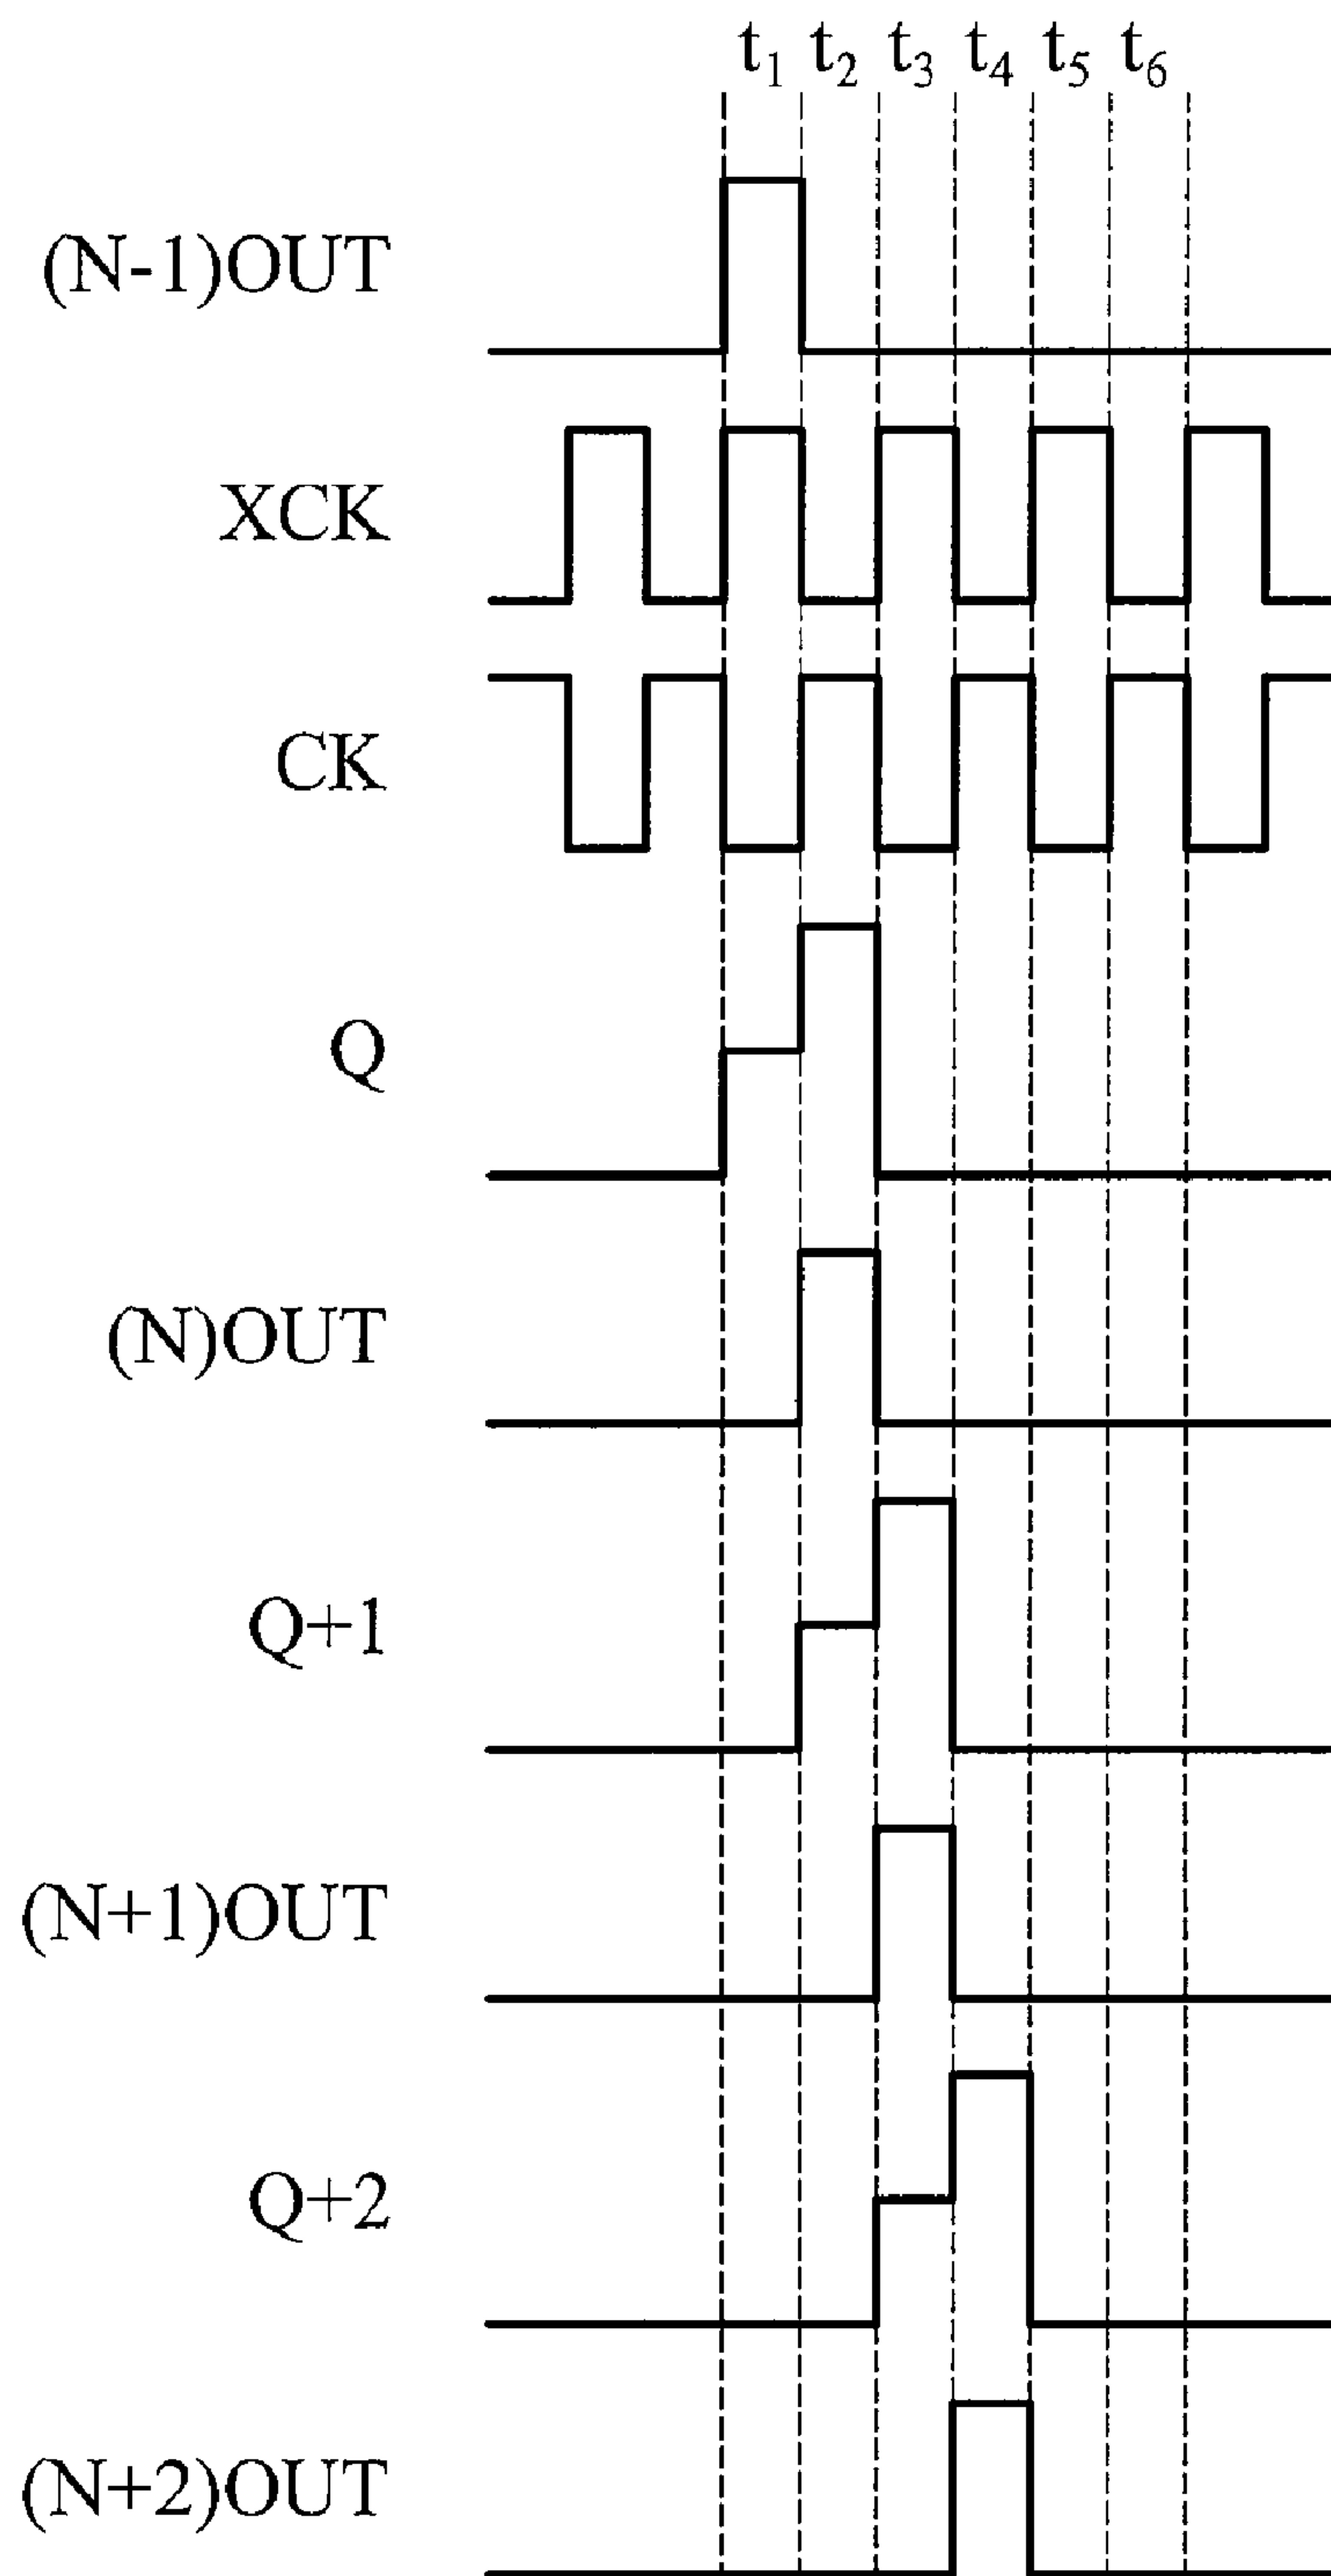 t1 t2 t3 t4 t5 t6
(N-1)OUT
XCK
CK
Q
(N)OUT
Q+1
(N+1)OUT
Q+2
(N+2)OUT